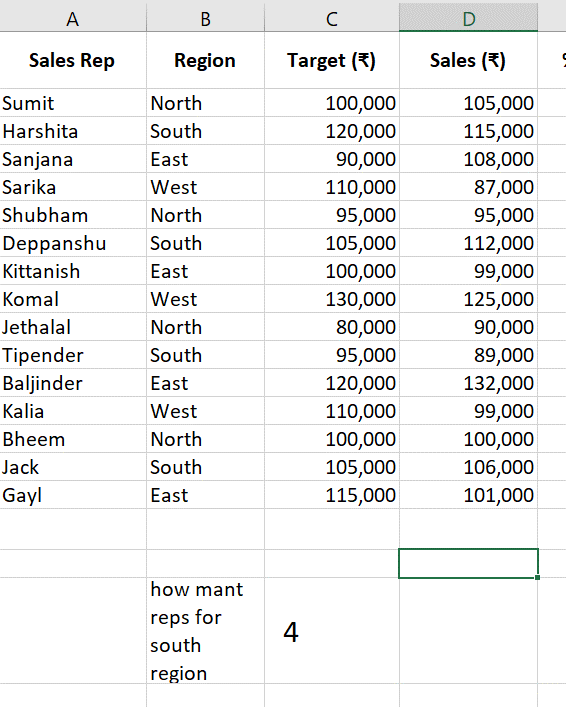 A B C D
Sales Rep Region Target (₹) Sales (₹)
Sumit North 100,000 105,000
Harshita South 120,000 115,000
Sanjana East 90,000 108,000
Sarika West 110,000 87,000
Shubham North 95,000 95,000
Deppanshu South 105,000 112,000
Kittanish East 100,000 99,000
Komal West 130,000 125,000
Jethalal North 80,000 90,000
Tipender South 95,000 89,000
Baljinder East 120,000 132,000
Kalia West 110,000 99,000
Bheem North 100,000 100,000
Jack South 105,000 106,000
Gayl East 115,000 101,000
how mant
reps for
south
region
4